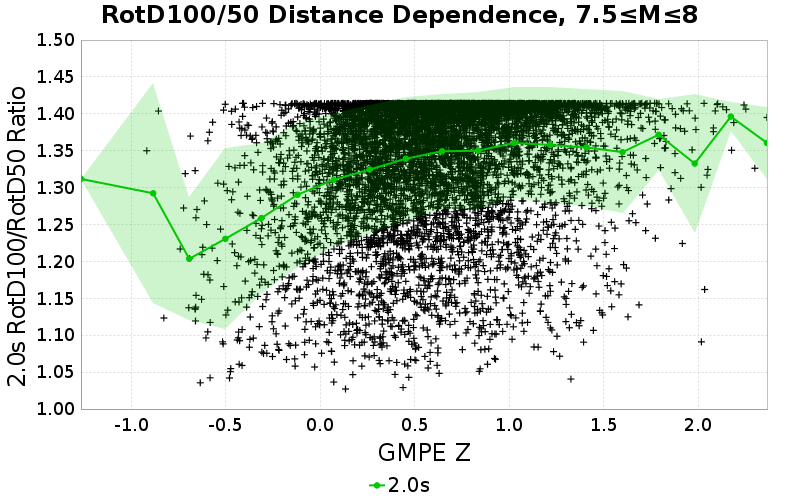 RotD100/50 Distance Dependence, 7.5≤M≤8
2.0s RotD100/RotD50 Ratio
1.50
1.45
1.40
1.35
1.30
1.25
1.20
1.15
1.10
1.05
1.00
-1.0 -0.5 0.0 0.5 1.0 1.5 2.0
GMPE Z
2.0s